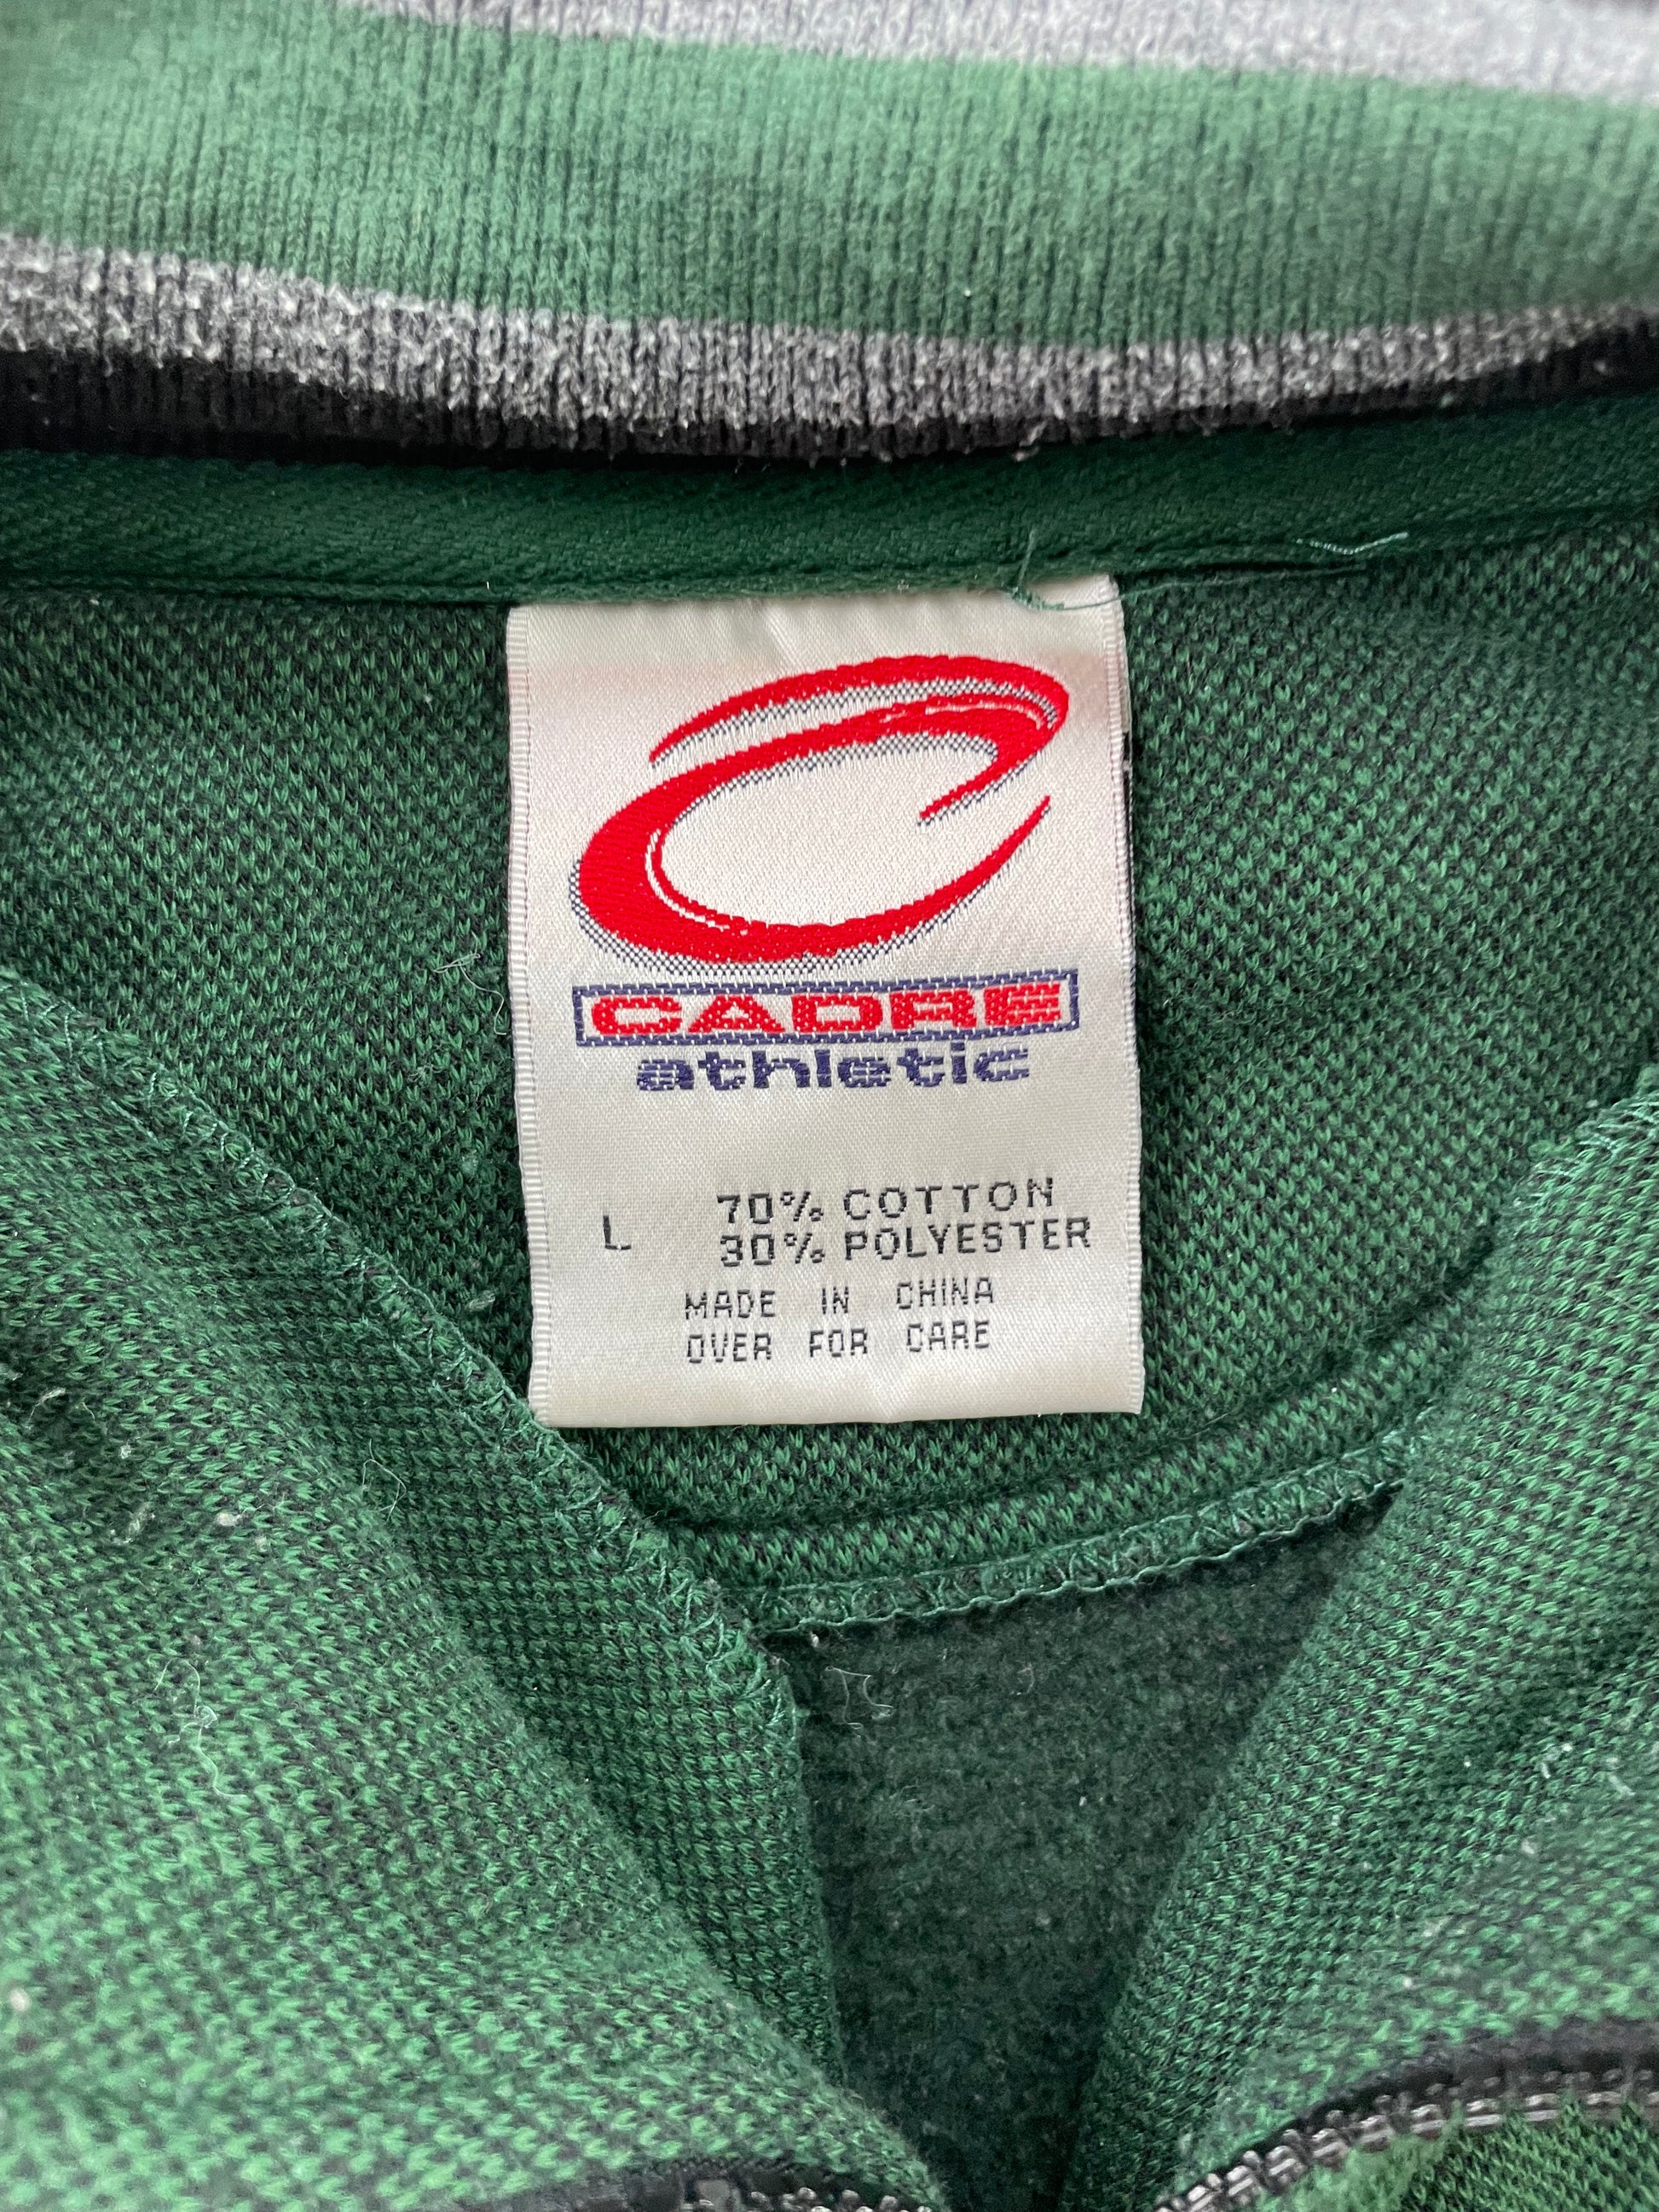 CADRE
athletic
L 70% COTTON
30% POLYESTER
MADE IN CHINA
OVER FOR CARE